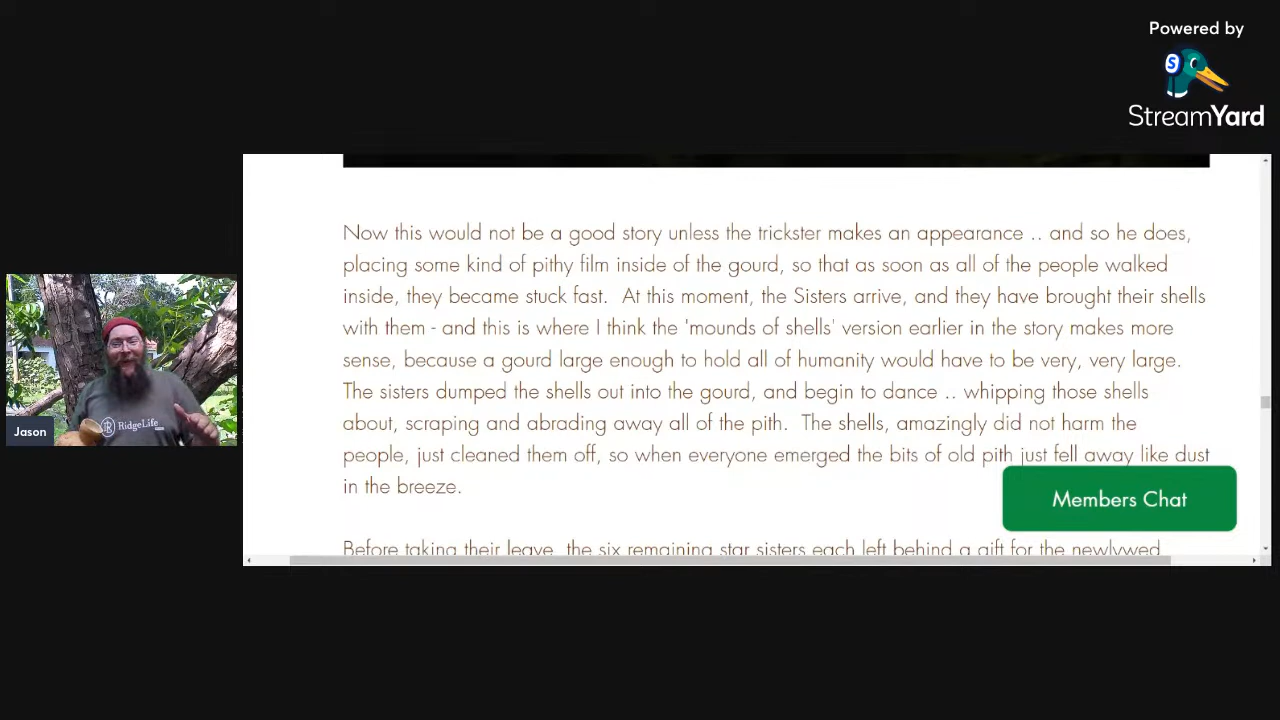 Powered by
StreamYard
Now this would not be a good story unless the trickster makes an appearance .. and so he does,
placing some kind of pithy film inside of the gourd, so that as soon as all of the people walked
inside, they became stuck fast.  At this moment, the Sisters arrive, and they have brought their shells
with them - and this is where I think the 'mounds of shells' version earlier in the story makes more
sense, because a gourd large enough to hold all of humanity would have to be very, very large.
The sisters dumped the shells out into the gourd, and begin to dance .. whipping those shells
about, scraping and abrading away all of the pith.  The shells, amazingly did not harm the
people, just cleaned them off, so when everyone emerged the bits of old pith just fell away like dust
in the breeze.
Members Chat
Before taking their leave, the six remaining star sisters each left behind a gift for the newlywed
RidgeLife
Jason